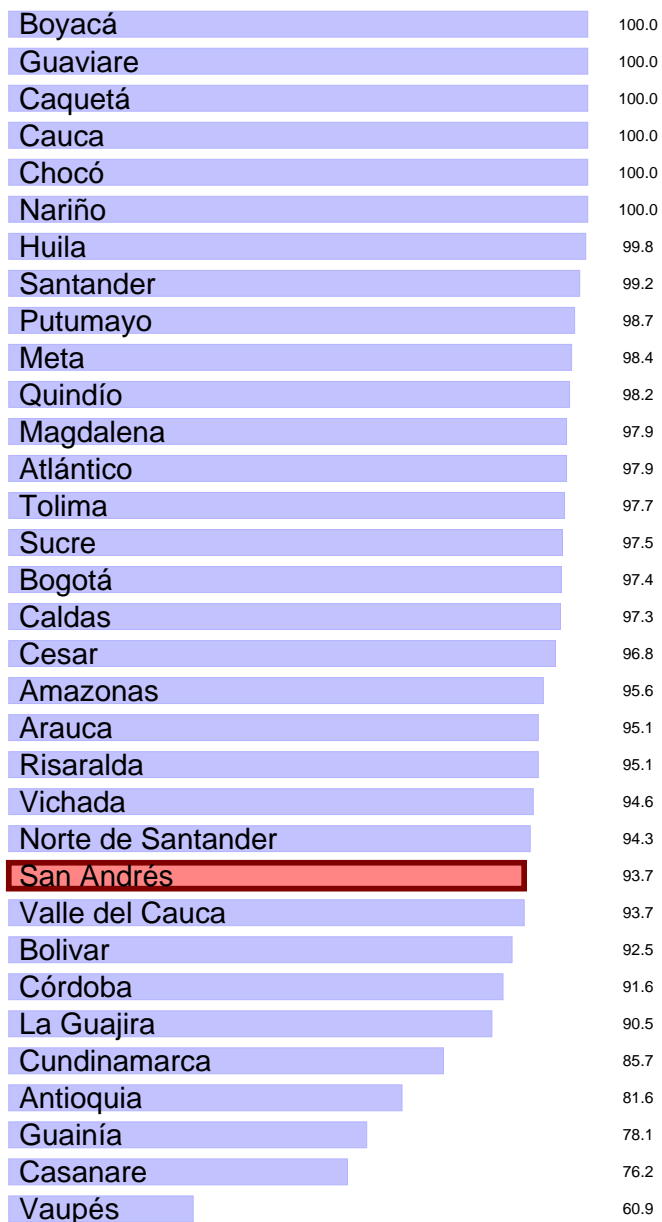 Boyacá 100.0
Guaviare 100.0
Caquetá 100.0
Cauca 100.0
Chocó 100.0
Nariño 100.0
Huila 99.8
Santander 99.2
Putumayo 98.7
Meta 98.4
Quindío 98.2
Magdalena 97.9
Atlántico 97.9
Tolima 97.7
Sucre 97.5
Bogotá 97.4
Caldas 97.3
Cesar 96.8
Amazonas 95.6
Arauca 95.1
Risaralda 95.1
Vichada 94.6
Norte de Santander 94.3
San Andrés 93.7
Valle del Cauca 93.7
Bolivar 92.5
Córdoba 91.6
La Guajira 90.5
Cundinamarca 85.7
Antioquia 81.6
Guainía 78.1
Casanare 76.2
Vaupés 60.9